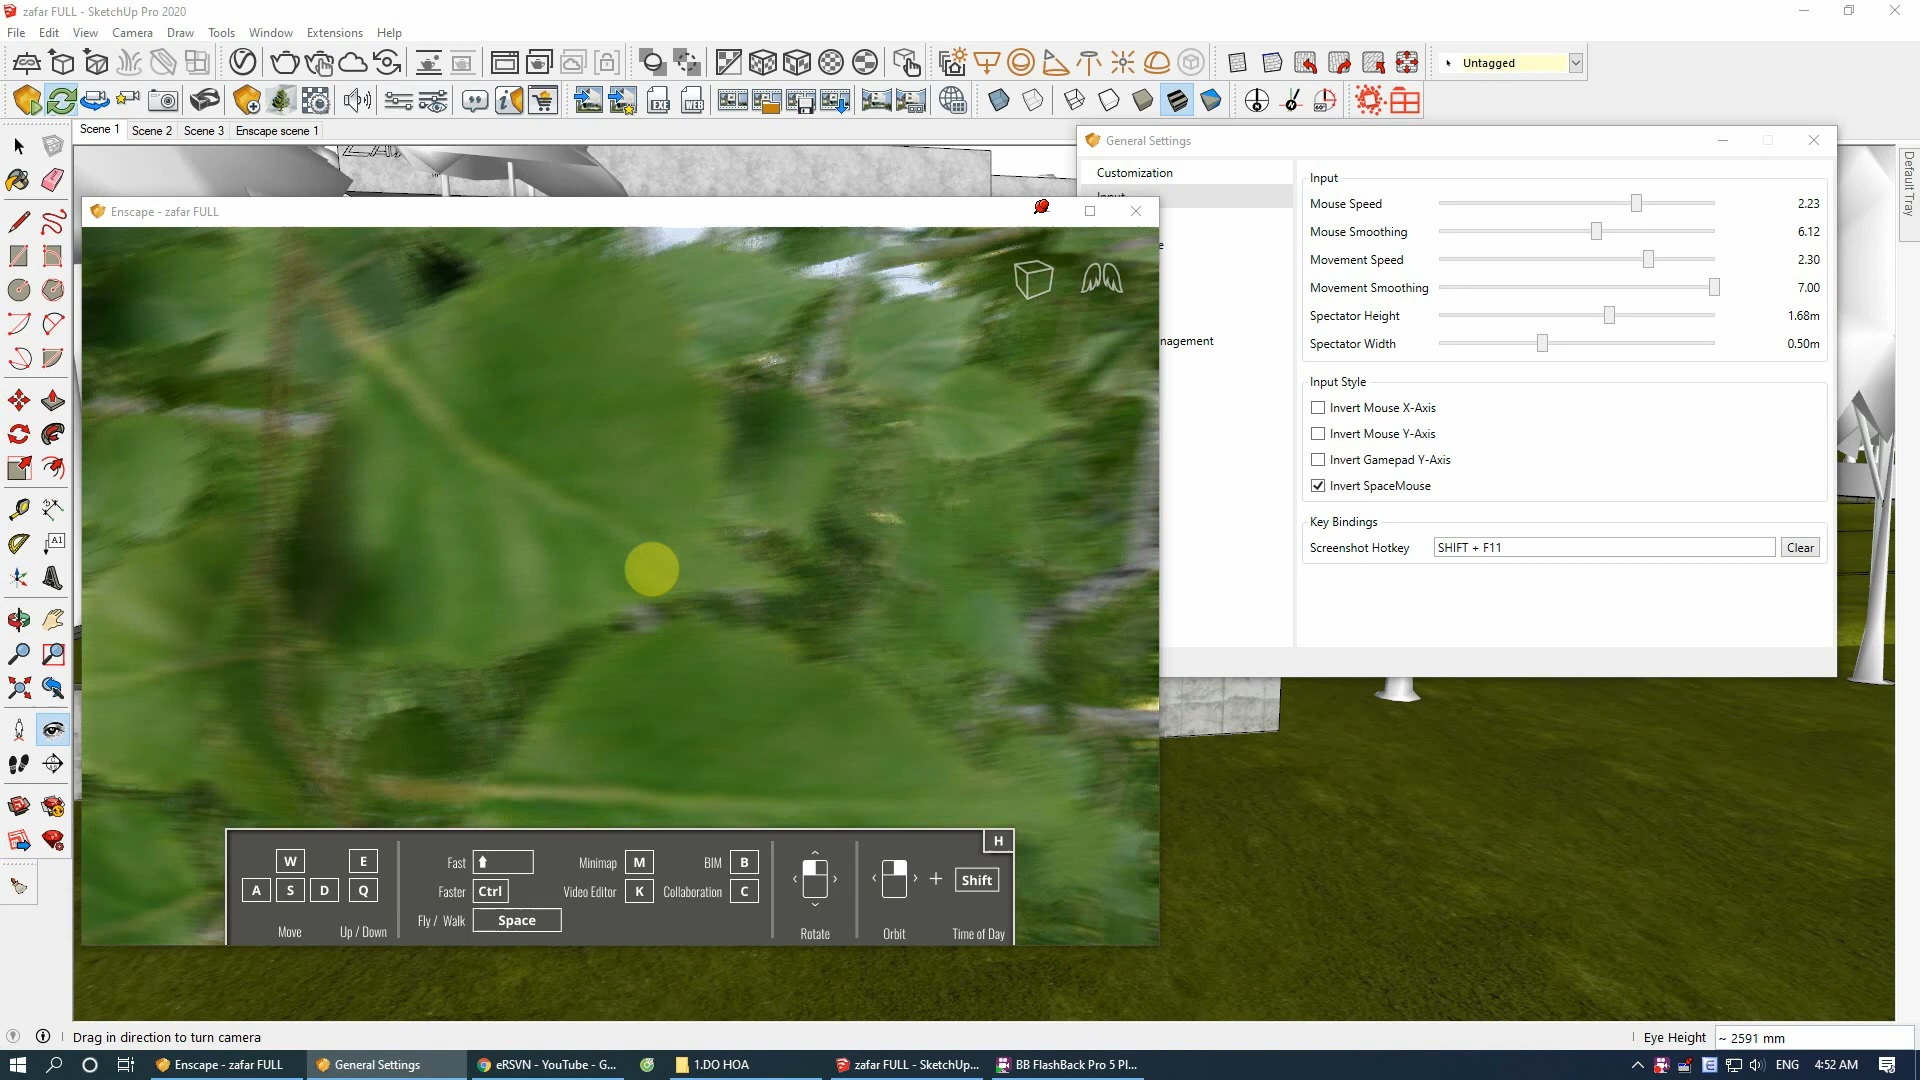 zafar FULL - SketchUp Pro 2020
File Edit View Camera Draw Tools Window Extensions Help
Untagged
EXE WEB
Scene 1 Scene 2 Scene 3 Enscape scene 1
Default Tray
General Settings
Customization
Input
Enscape - zafar FULL
nagement
Input
Mouse Speed 2.23
Mouse Smoothing 6.12
Movement Speed 2.30
Movement Smoothing 7.00
Spectator Height 1.68m
Spectator Width 0.50m
Input Style
Invert Mouse X-Axis
Invert Mouse Y-Axis
Invert Gamepad Y-Axis
Invert SpaceMouse
Key Bindings
Screenshot Hotkey SHIFT + F11 Clear
A1
H
W E
A S D Q
Move Up / Down
Fast
Faster Ctrl
Fly / Walk Space
Minimap M
Video Editor K
BIM B
Collaboration C
Rotate
Orbit
+ Shift
Time of Day
Drag in direction to turn camera
Eye Height ~ 2591 mm
Enscape - zafar FULL
General Settings
eRSVN - YouTube - G...
1.DO HOA
zafar FULL - SketchUp...
BB FlashBack Pro 5 Pl...
ENG 4:52 AM